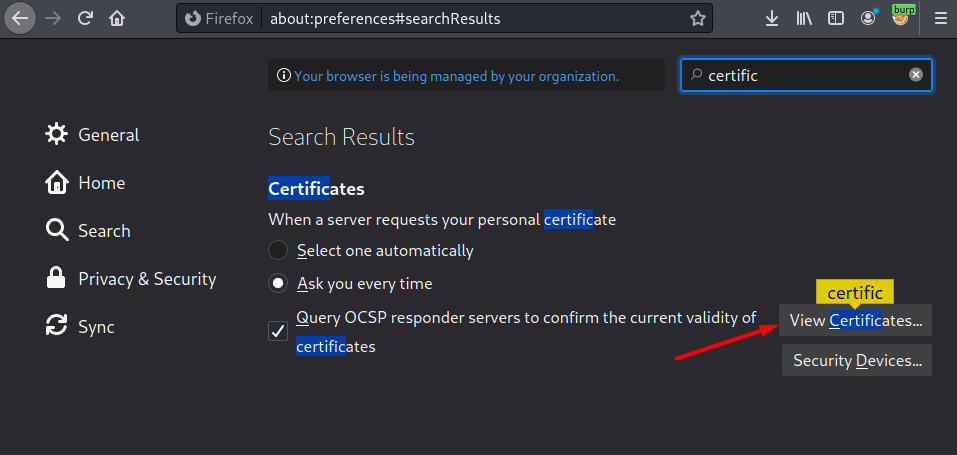 Firefox about:preferences#searchResults
burp
Your browser is being managed by your organization.
certific
General
Home
Search
Privacy & Security
Sync
Search Results
Certificates
When a server requests your personal certificate
Select one automatically
Ask you every time
Query OCSP responder servers to confirm the current validity of
certificates
certific
View Certificates...
Security Devices...